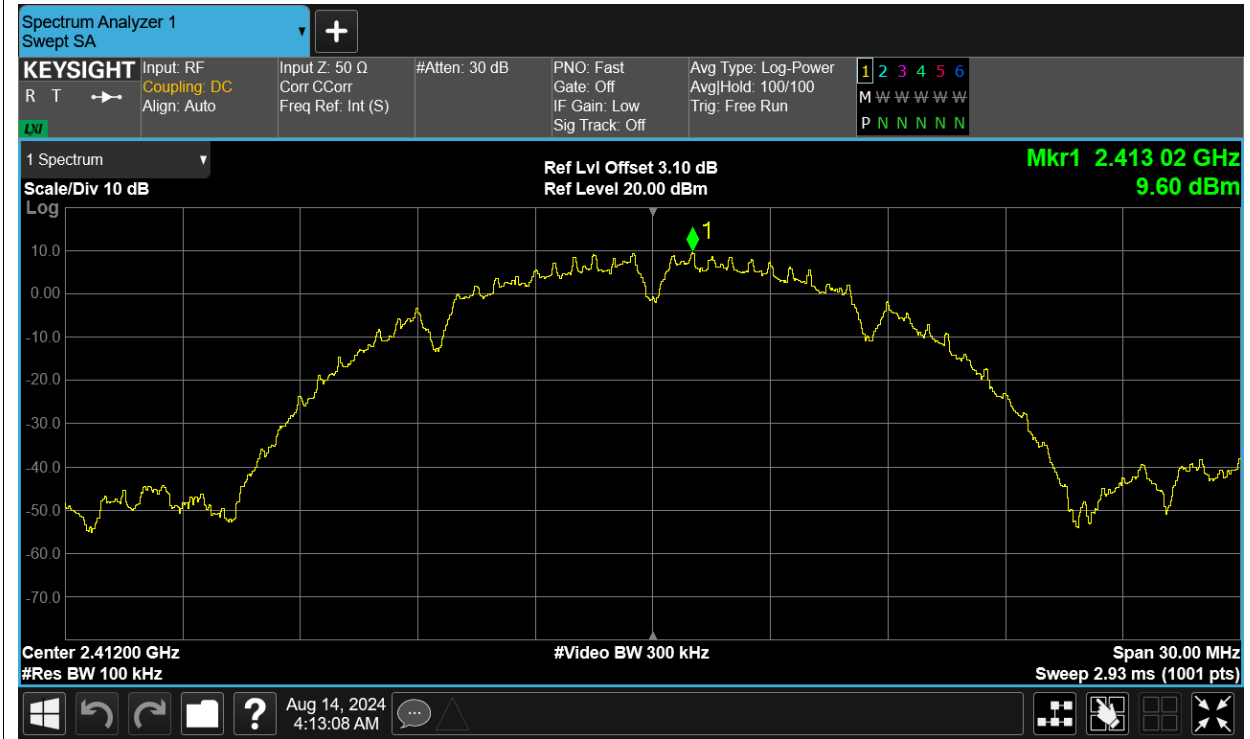 Spectrum Analyzer 1
Swept SA
+
KEYSIGHT
R T
LXI
Input: RF
Coupling: DC
Align: Auto
Input Z: 50 Ω
Corr CCorr
Freq Ref: Int (S)
#Atten: 30 dB
PNO: Fast
Gate: Off
IF Gain: Low
Sig Track: Off
Avg Type: Log-Power
Avg|Hold: 100/100
Trig: Free Run
1 2 3 4 5 6
M W W W W W
P N N N N N
1 Spectrum
Scale/Div 10 dB
Log
Ref Lvl Offset 3.10 dB
Ref Level 20.00 dBm
Mkr1 2.413 02 GHz
9.60 dBm
1
10.0
0.00
-10.0
-20.0
-30.0
-40.0
-50.0
-60.0
-70.0
Center 2.41200 GHz
#Res BW 100 kHz
#Video BW 300 kHz
Span 30.00 MHz
Sweep 2.93 ms (1001 pts)
?
Aug 14, 2024
4:13:08 AM